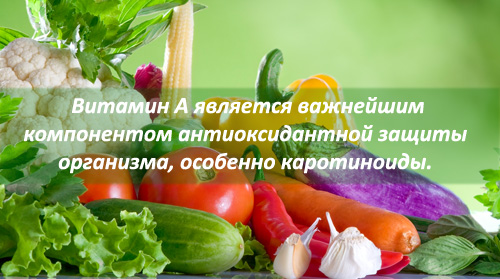 Витамин А является важнейшим
компонентом антиоксидантной защиты
организма, особенно каротиноиды.